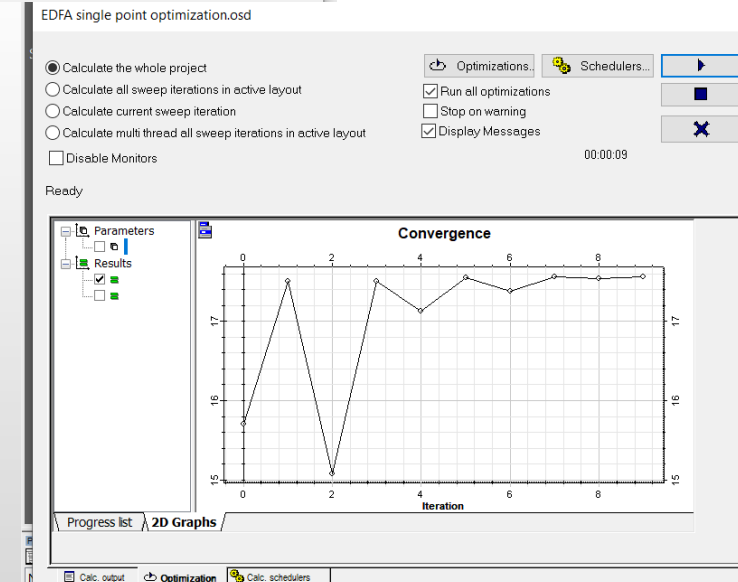 EDFA single point optimization.osd
Calculate the whole project
Calculate all sweep iterations in active layout
Calculate current sweep iteration
Calculate multi thread all sweep iterations in active layout
Disable Monitors
Optimizations..
Schedulers...
Run all optimizations
Stop on warning
Display Messages
00:00:09
Ready
Parameters
Results
Convergence
0 2 4 6 8
17 17
16 16
15 15
0 2 4 6 8
Iteration
Progress list 2D Graphs
Calc. output Optimization Calc. schedulers